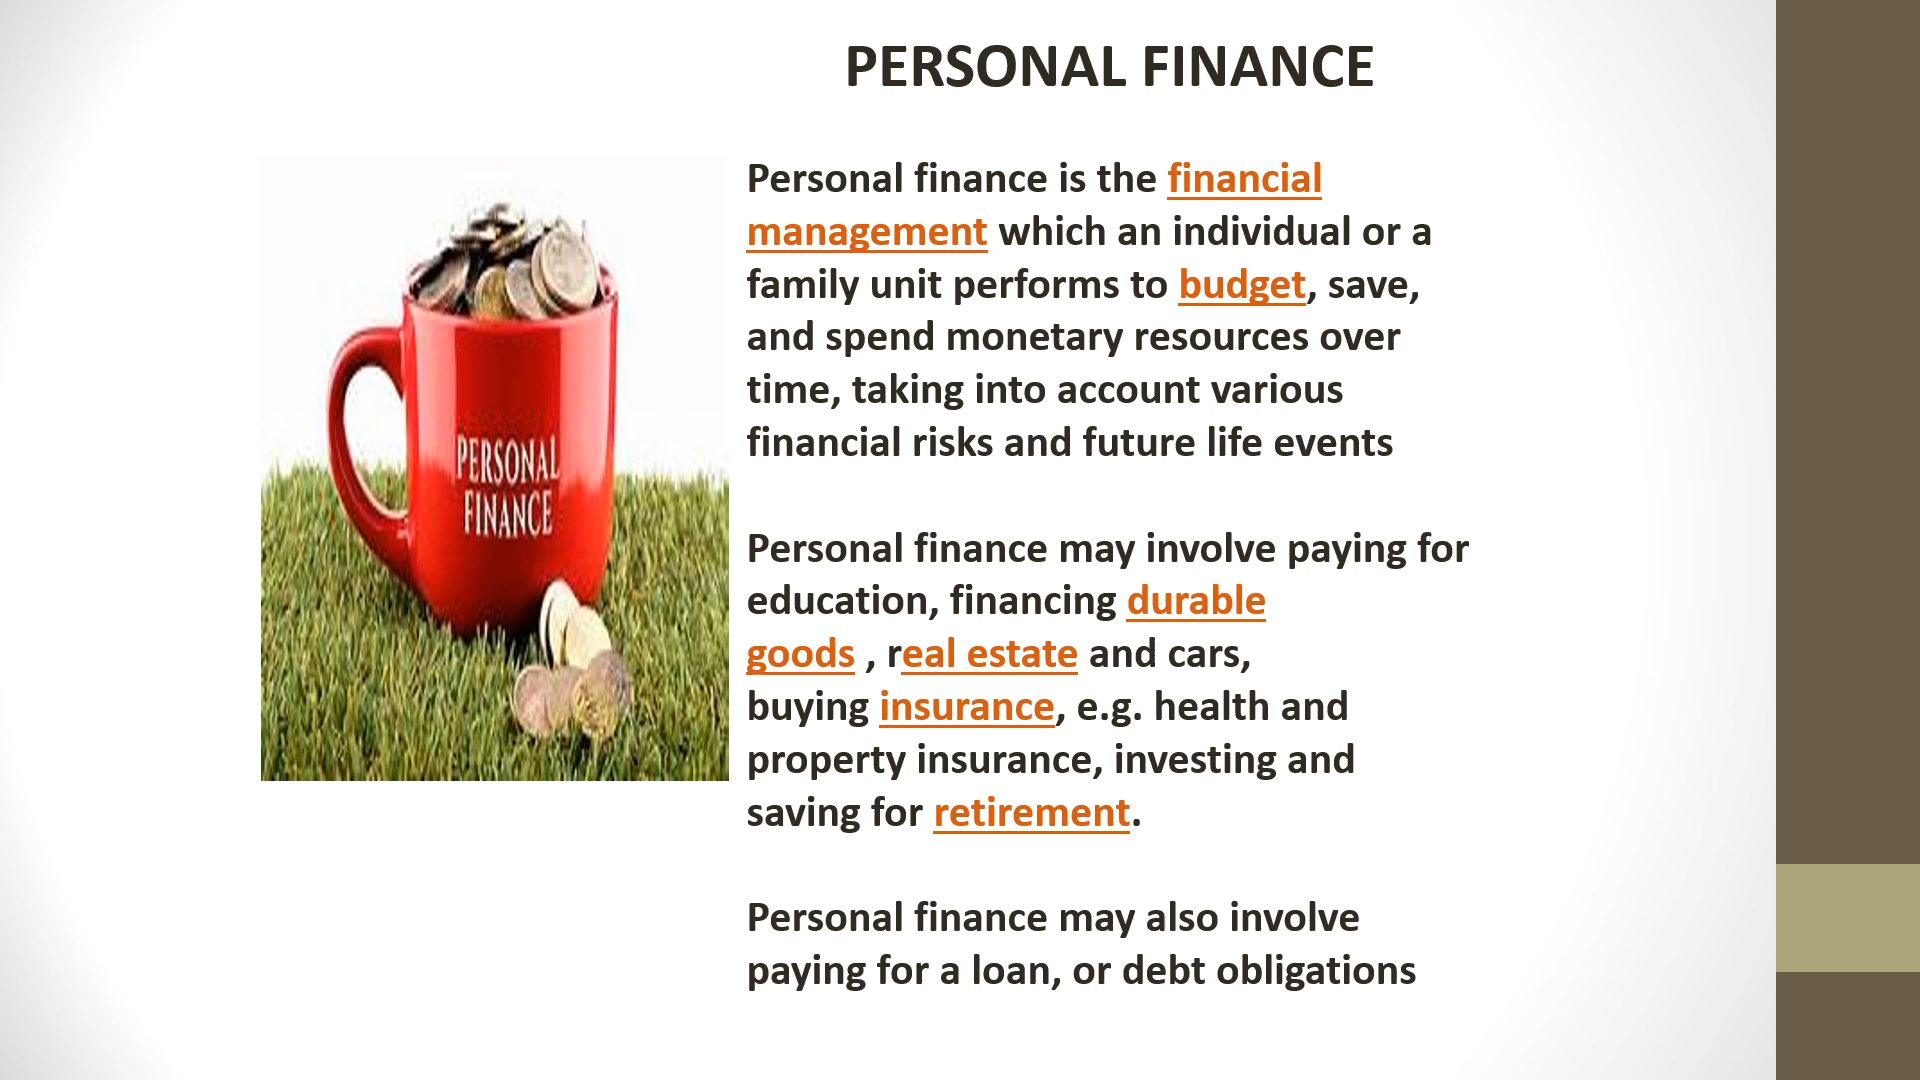 PERSONAL FINANCE
Personal finance is the financial
management which an individual or a
family unit performs to budget, save,
and spend monetary resources over
time, taking into account various
financial risks and future life events
Personal finance may involve paying for
education, financing durable
goods , real estate and cars,
buying insurance, e.g. health and
property insurance, investing and
saving for retirement.
Personal finance may also involve
paying for a loan, or debt obligations
PERSONAL
FINANCE